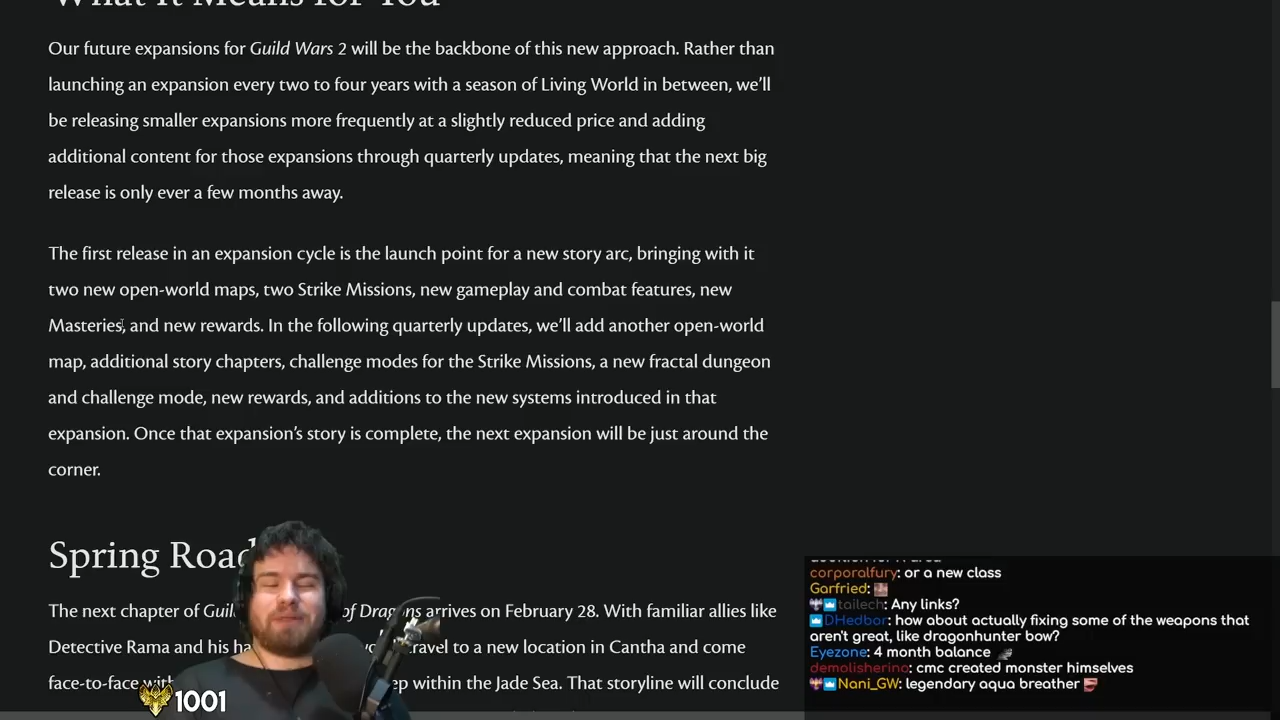 What It Means for You
Our future expansions for Guild Wars 2 will be the backbone of this new approach. Rather than
launching an expansion every two to four years with a season of Living World in between, we'll
be releasing smaller expansions more frequently at a slightly reduced price and adding
additional content for those expansions through quarterly updates, meaning that the next big
release is only ever a few months away.
The first release in an expansion cycle is the launch point for a new story arc, bringing with it
two new open-world maps, two Strike Missions, new gameplay and combat features, new
Masteries, and new rewards. In the following quarterly updates, we'll add another open-world
map, additional story chapters, challenge modes for the Strike Missions, a new fractal dungeon
and challenge mode, new rewards, and additions to the new systems introduced in that
expansion. Once that expansion's story is complete, the next expansion will be just around the
corner.
Spring Road
The next chapter of Guil of Dragons arrives on February 28. With familiar allies like
Detective Rama and his ha travel to a new location in Cantha and come
face-to-face with ep within the Jade Sea. That storyline will conclude
1001
corporalfury: or a new class
Garfried:
tailech: Any links?
DHedbor: how about actually fixing some of the weapons that
aren't great, like dragonhunter bow?
Eyezone: 4 month balance
demolisherino: cmc created monster himselves
Nani_GW: legendary aqua breather